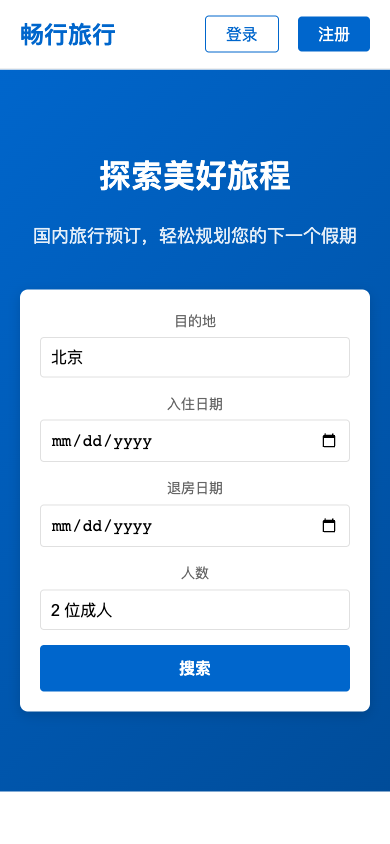 畅行旅行
登录
注册
探索美好旅程
国内旅行预订，轻松规划您的下一个假期
目的地
北京
入住日期
mm/dd/yyyy
退房日期
mm/dd/yyyy
人数
2 位成人
搜索